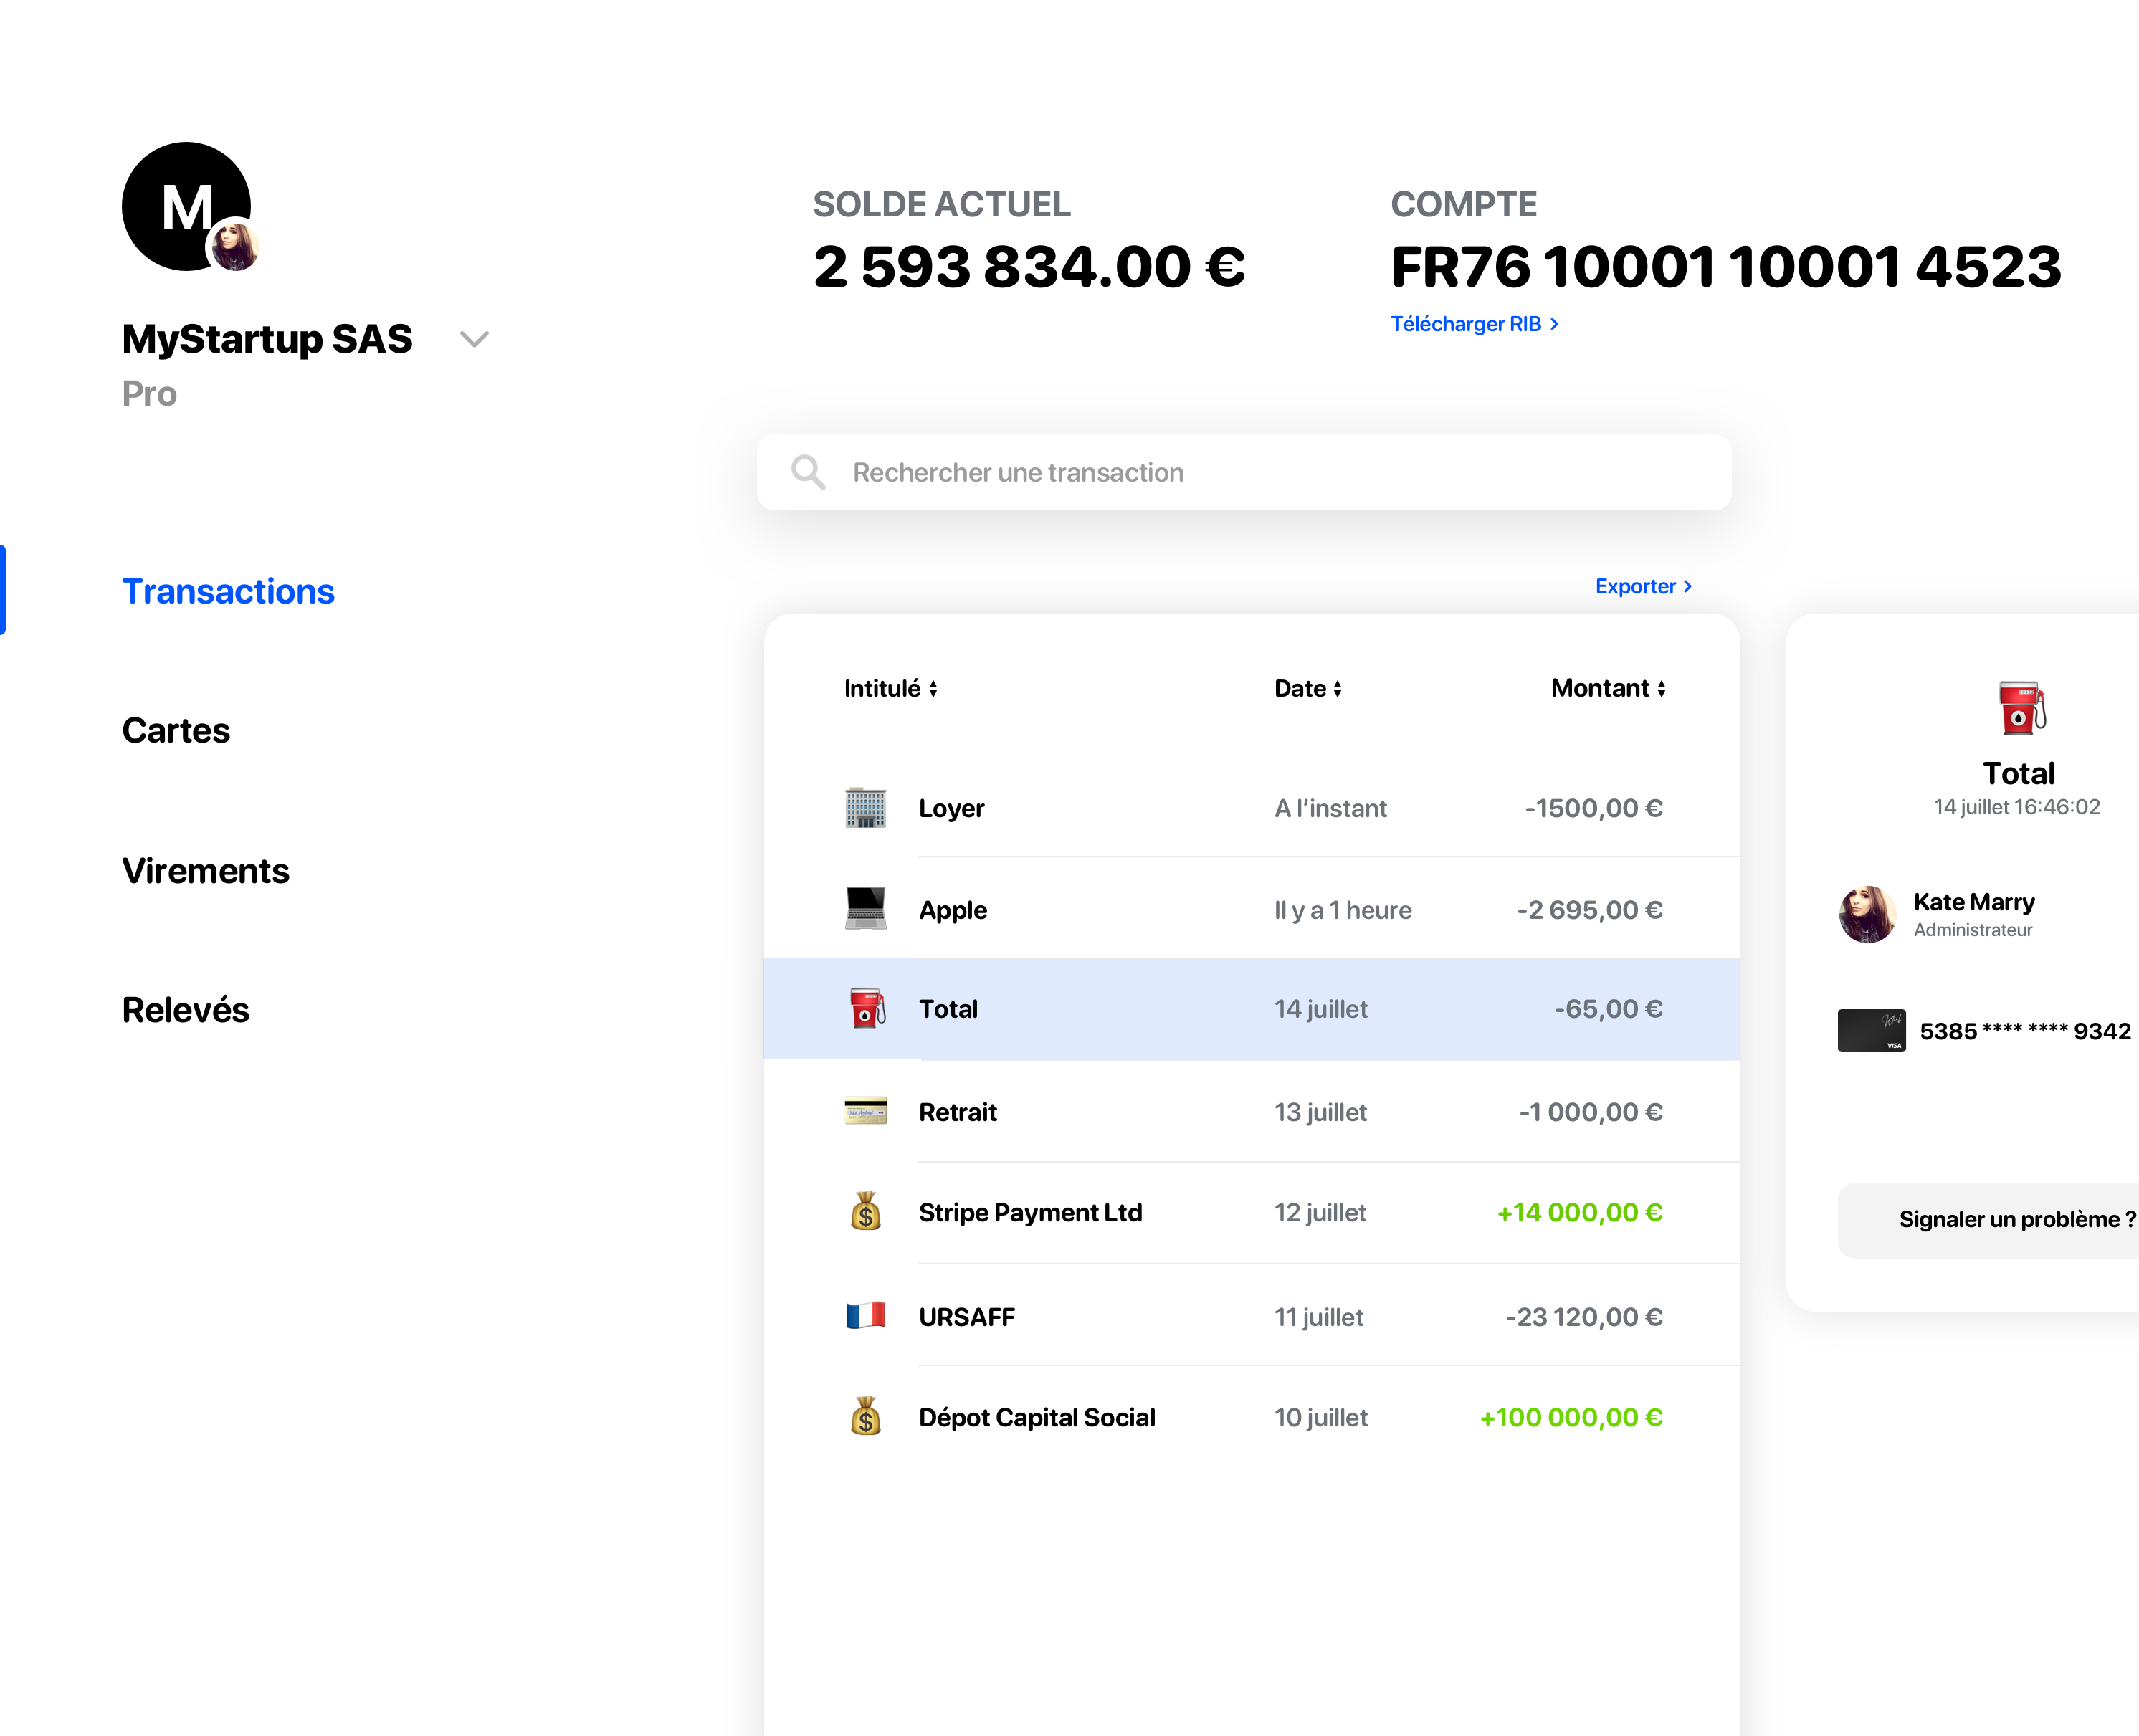 M
MyStartup SAS
Pro
Transactions
Cartes
Virements
Relevés
SOLDE ACTUEL
2 593 834.00 €
COMPTE
FR76 10001 10001 4523
Télécharger RIB
Rechercher une transaction
Exporter
Intitulé Date Montant
Loyer A l’instant -1500,00 €
Apple Il y a 1 heure -2 695,00 €
Total 14 juillet -65,00 €
Retrait 13 juillet -1 000,00 €
Stripe Payment Ltd 12 juillet +14 000,00 €
URSAFF 11 juillet -23 120,00 €
Dépot Capital Social 10 juillet +100 000,00 €
Total
14 juillet 16:46:02
Kate Marry
Administrateur
VISA
5385 **** **** 9342
Signaler un problème ?